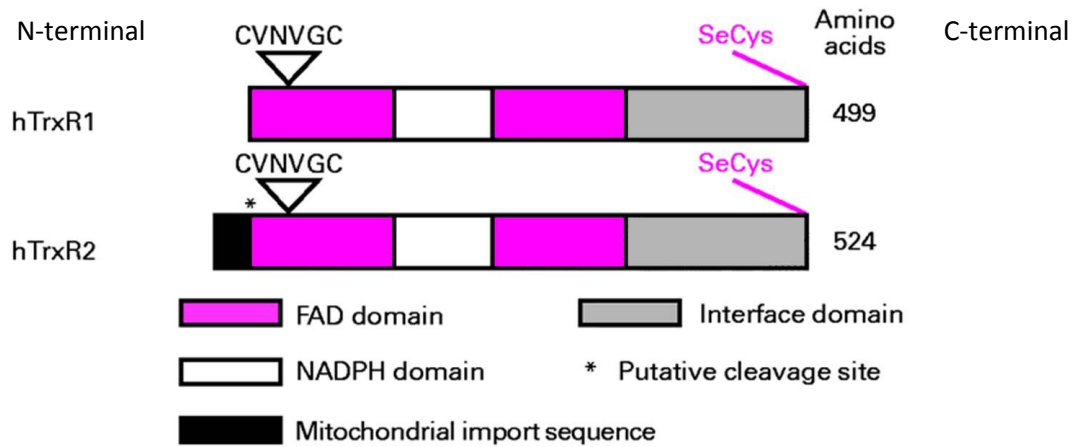 N-terminal
CVNVGC
SeCys
Amino
acids
C-terminal
hTrxR1
499
CVNVGC
SeCys
*
hTrxR2
524
FAD domain
Interface domain
NADPH domain
* Putative cleavage site
Mitochondrial import sequence